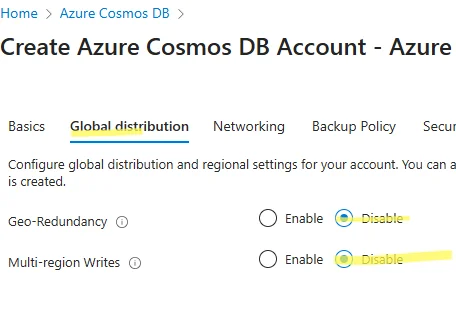 Home > Azure Cosmos DB >
Create Azure Cosmos DB Account - Azure
Basics Global distribution Networking Backup Policy Secur
Configure global distribution and regional settings for your account. You can a
is created.
Geo-Redundancy Enable Disable
Multi-region Writes Enable Disable